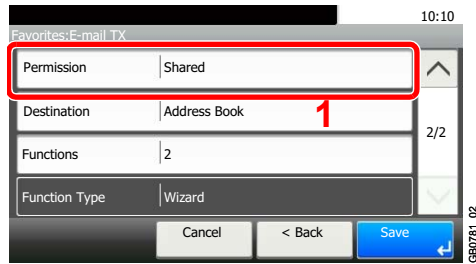 10:10
Favorites:E-mail TX
Permission Shared
Destination Address Book
1
2/2
Functions 2
Function Type Wizard
Cancel < Back Save
GB0781_02